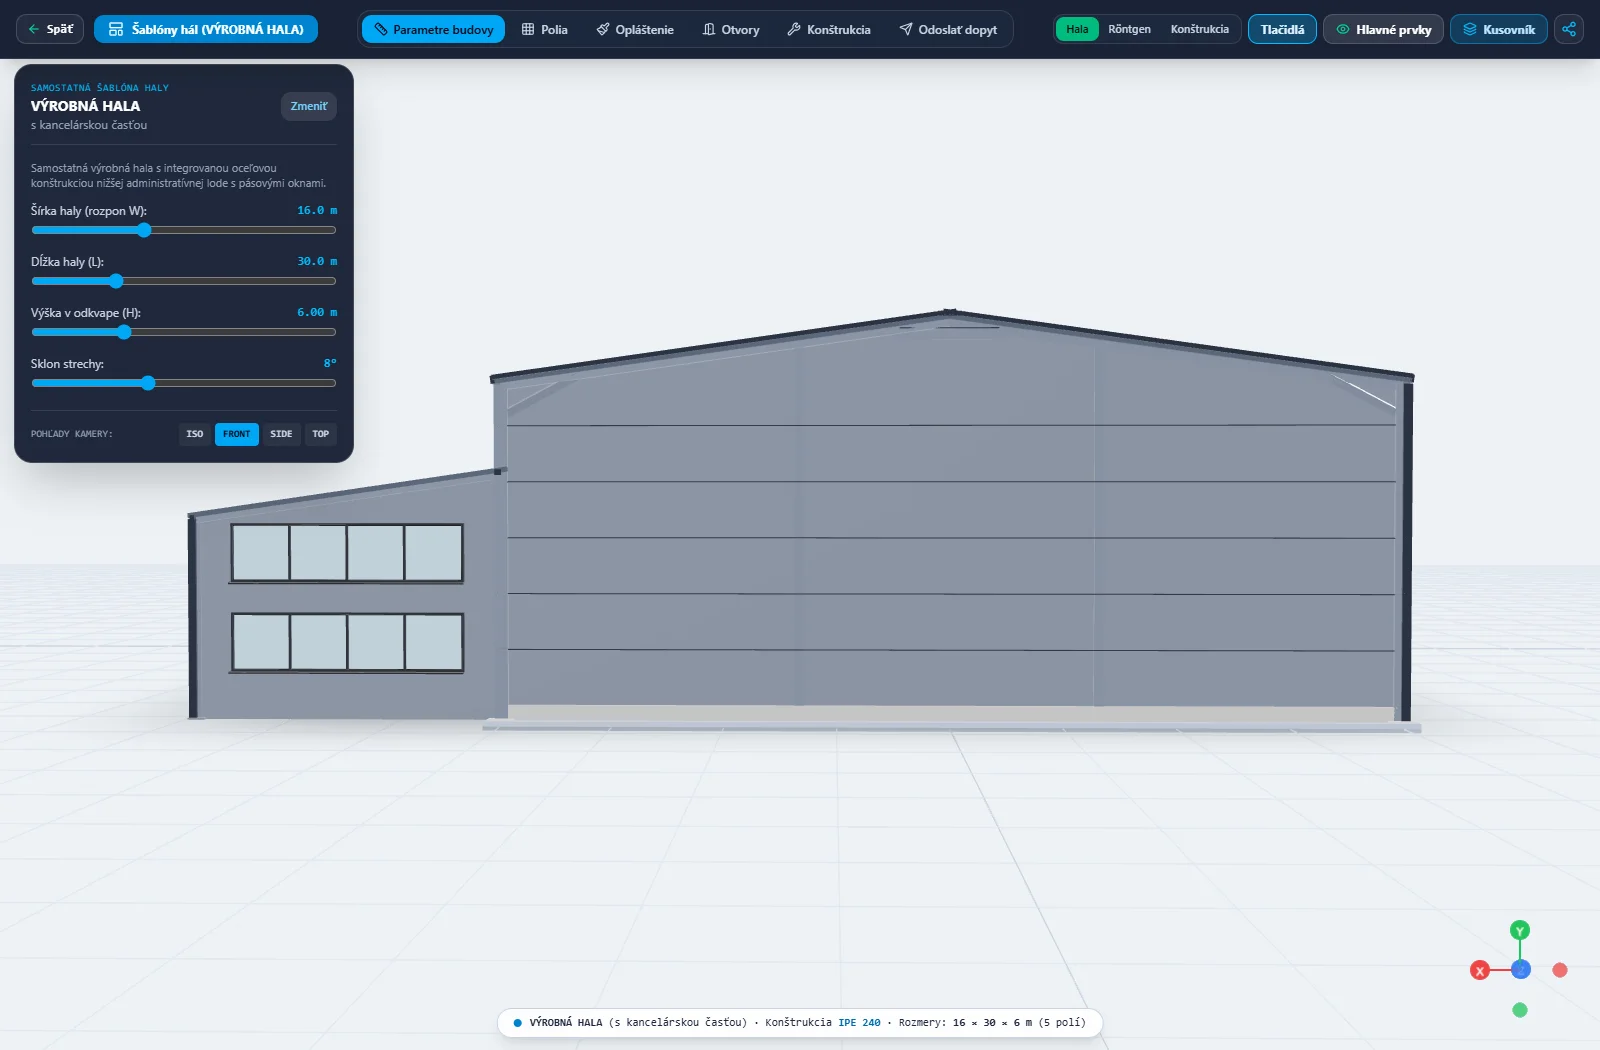 Späť
Šablóny hál (VÝROBNÁ HALA)
Parametre budovy
Polia
Opláštenie
Otvory
Konštrukcia
Odoslať dopyt
Hala
Röntgen
Konštrukcia
Tlačidlá
Hlavné prvky
Kusovník
SAMOSTATNÁ ŠABLÓNA HALY
VÝROBNÁ HALA
s kancelárskou časťou
Zmeniť
Samostatná výrobná hala s integrovanou oceľovou
konštrukciou nižšej administratívnej lode s pásovými oknami.
Šírka haly (rozpon W): 16.0 m
Dĺžka haly (L): 30.0 m
Výška v odkvape (H): 6.00 m
Sklon strechy: 8°
POHĽADY KAMERY: ISO FRONT SIDE TOP
Y
X
Z
VÝROBNÁ HALA (s kancelárskou časťou) · Konštrukcia IPE 240 · Rozmery: 16 × 30 × 6 m (5 polí)